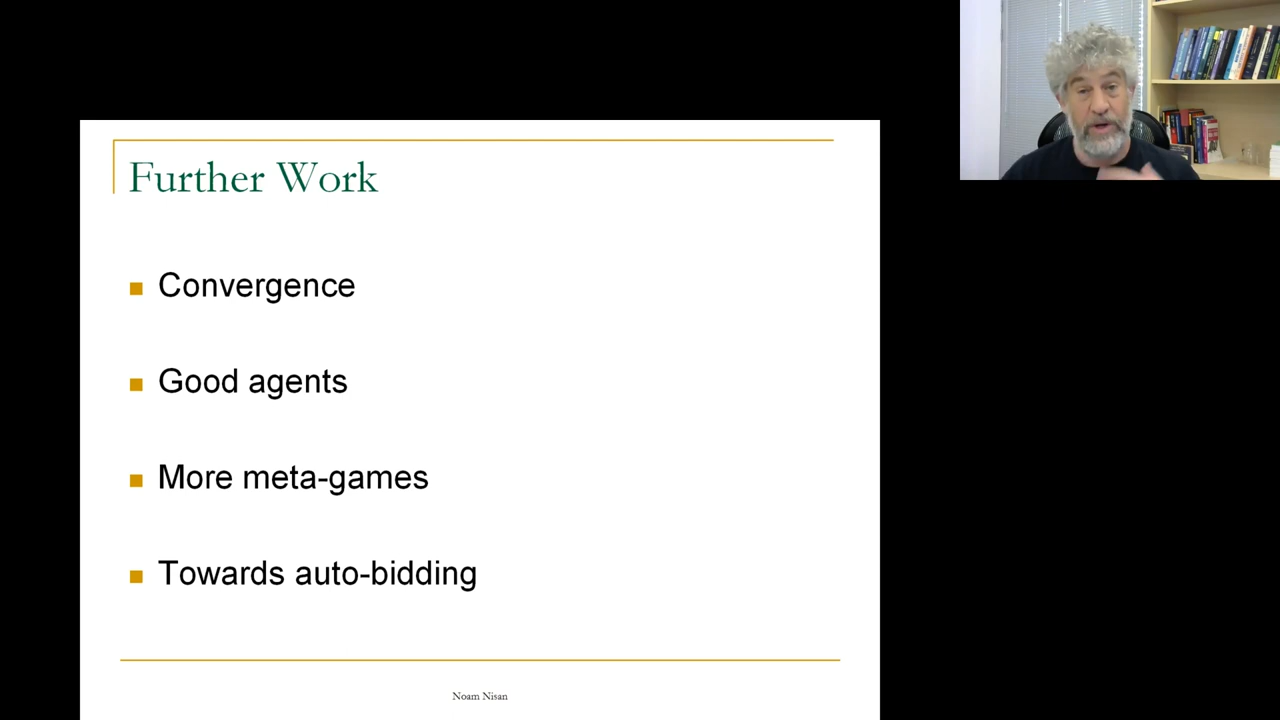 Further Work
Convergence
Good agents
More meta-games
Towards auto-bidding
Noam Nisan